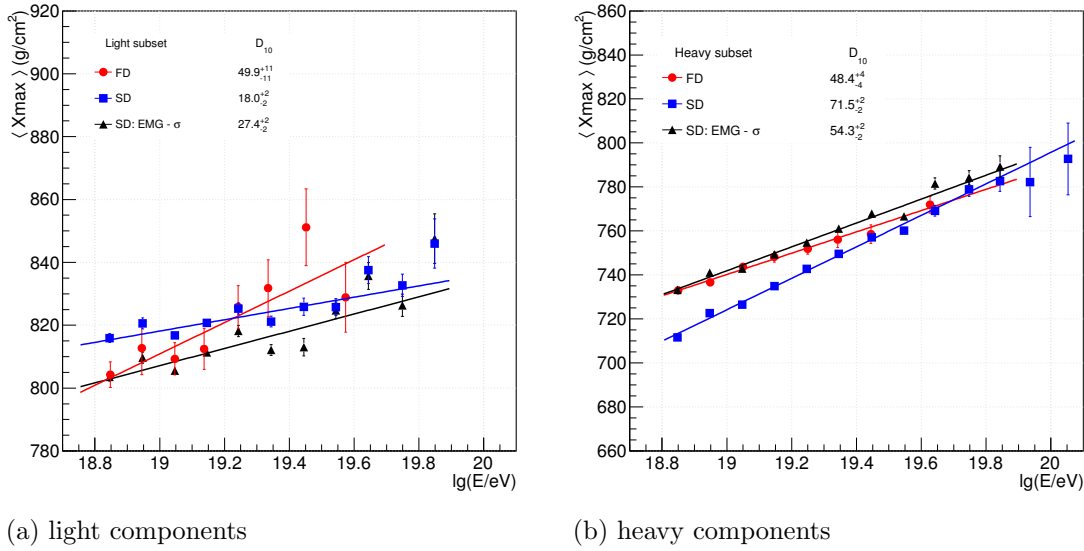 920
900
880
860
840
820
800
780
⟨ Xmax ⟩ (g/cm²)
Light subset D₁₀
FD 49.9 +11 -11
SD 18.0 +2 -2
SD: EMG - σ 27.4 +2 -2
18.8 19 19.2 19.4 19.6 19.8 20
lg(E/eV)
(a) light components
860
840
820
800
780
760
740
720
700
680
660
⟨ Xmax ⟩ (g/cm²)
Heavy subset D₁₀
FD 48.4 +4 -4
SD 71.5 +2 -2
SD: EMG - σ 54.3 +2 -2
18.8 19 19.2 19.4 19.6 19.8 20
lg(E/eV)
(b) heavy components